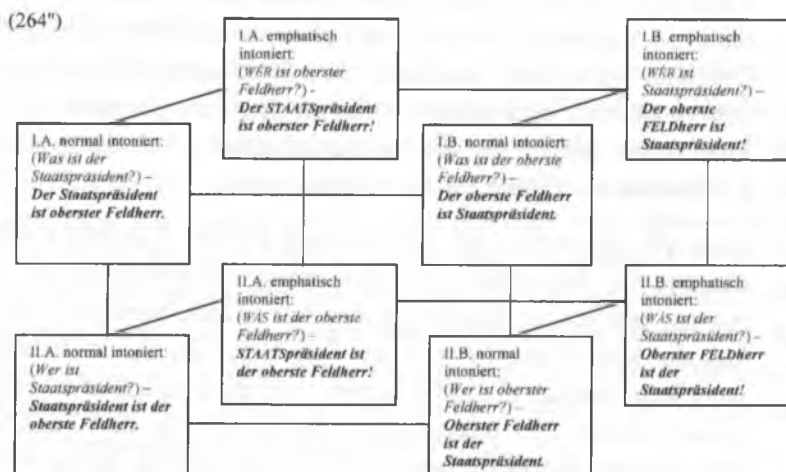 (264")
I.A. emphatisch
intoniert:
(WER ist oberster
Feldherr?) –
Der STAATSpräsident
ist oberster Feldherr!
I.B. emphatisch
intoniert:
(WER ist
Staatspräsident?) –
Der oberste
FELDherr ist
Staatspräsident!
I.A. normal intoniert:
(Was ist der
Staatspräsident?) –
Der Staatspräsident
ist oberster Feldherr.
I.B. normal intoniert:
(Was ist der oberste
Feldherr?) –
Der oberste Feldherr
ist Staatspräsident.
II.A. emphatisch
intoniert:
(WAS ist der oberste
Feldherr?) –
STAATSpräsident ist
der oberste Feldherr!
II.B. emphatisch
intoniert:
(WAS ist der
Staatspräsident?) –
Oberster FELDherr
ist der
Staatspräsident!
II.A. normal intoniert:
(Wer ist
Staatspräsident?) –
Staatspräsident ist der
oberste Feldherr.
II.B. normal
intoniert:
(Wer ist oberster
Feldherr?) –
Oberster Feldherr
ist der
Staatspräsident.